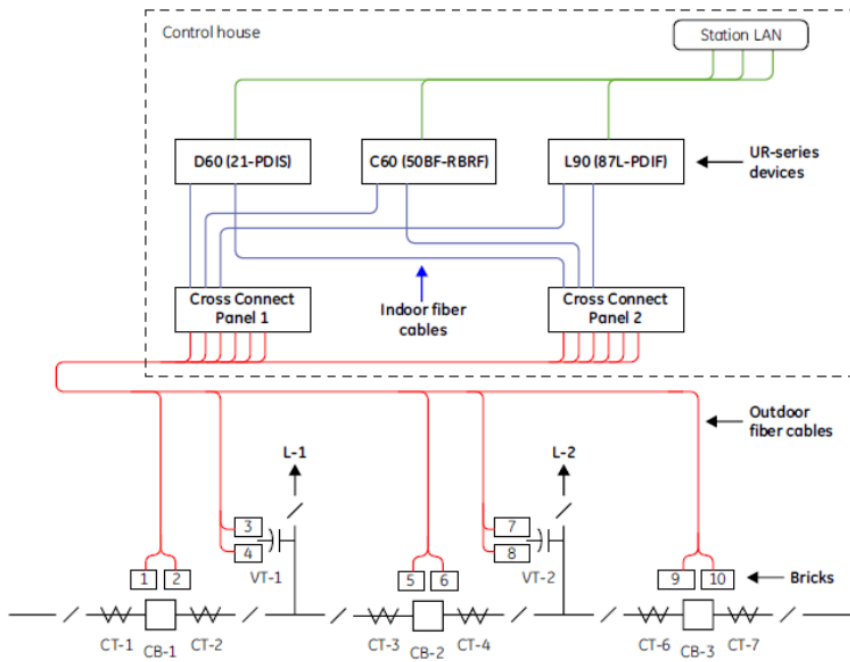 Control house
Station LAN
D60 (21-PDIS)
C60 (50BF-RBRF)
L90 (87L-PDIF)
UR-series
devices
Cross Connect
Panel 1
Indoor fiber
cables
Cross Connect
Panel 2
Outdoor
fiber cables
L-1
L-2
3
4
VT-1
7
8
VT-2
1
2
5
6
9
10
Bricks
CT-1
CB-1
CT-2
CT-3
CB-2
CT-4
CT-6
CB-3
CT-7